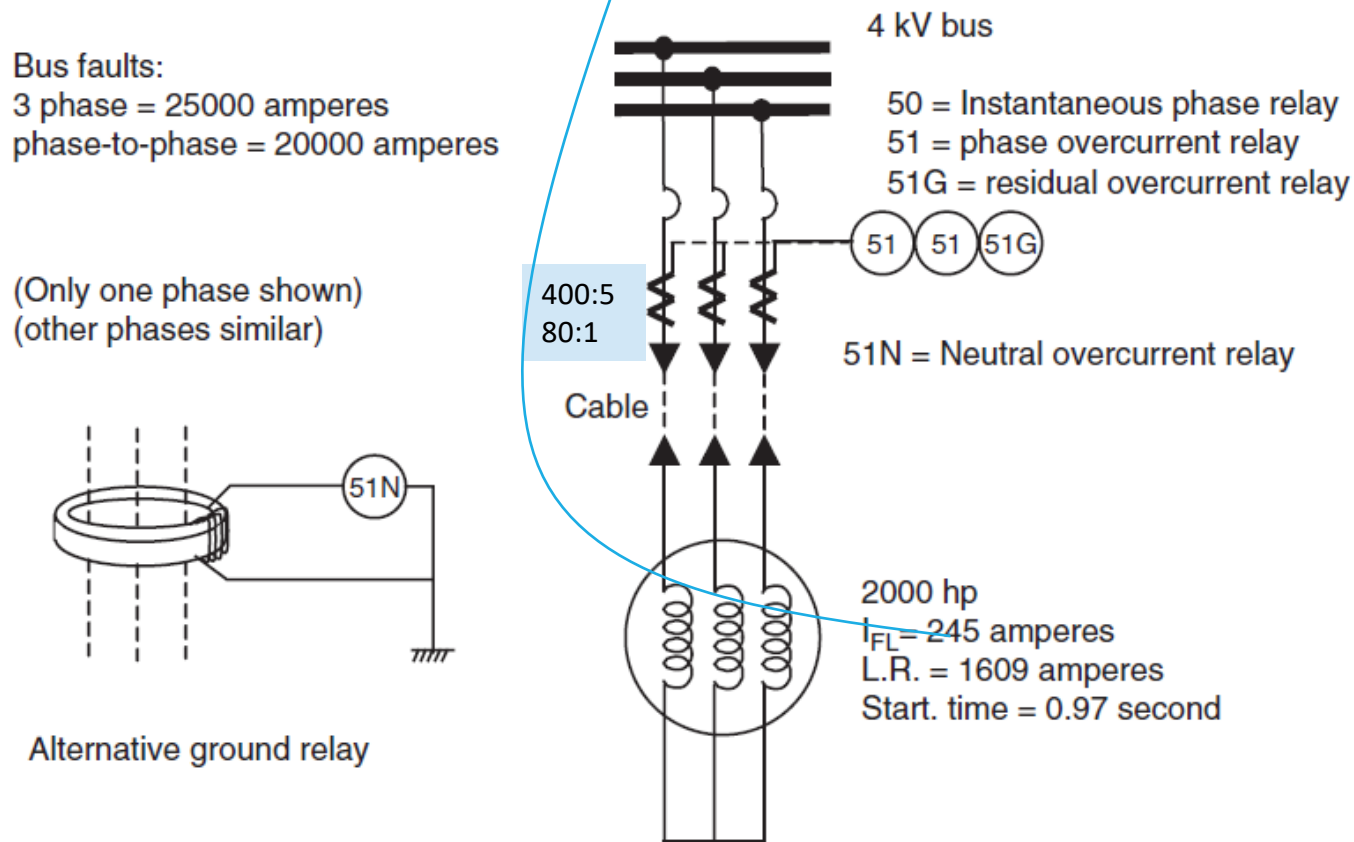 4 kV bus
Bus faults:
3 phase = 25000 amperes
phase-to-phase = 20000 amperes
50 = Instantaneous phase relay
51 = phase overcurrent relay
51G = residual overcurrent relay
51 51 51G
(Only one phase shown)
(other phases similar)
400:5
80:1
51N = Neutral overcurrent relay
Cable
51N
2000 hp
IFL= 245 amperes
L.R. = 1609 amperes
Start. time = 0.97 second
Alternative ground relay